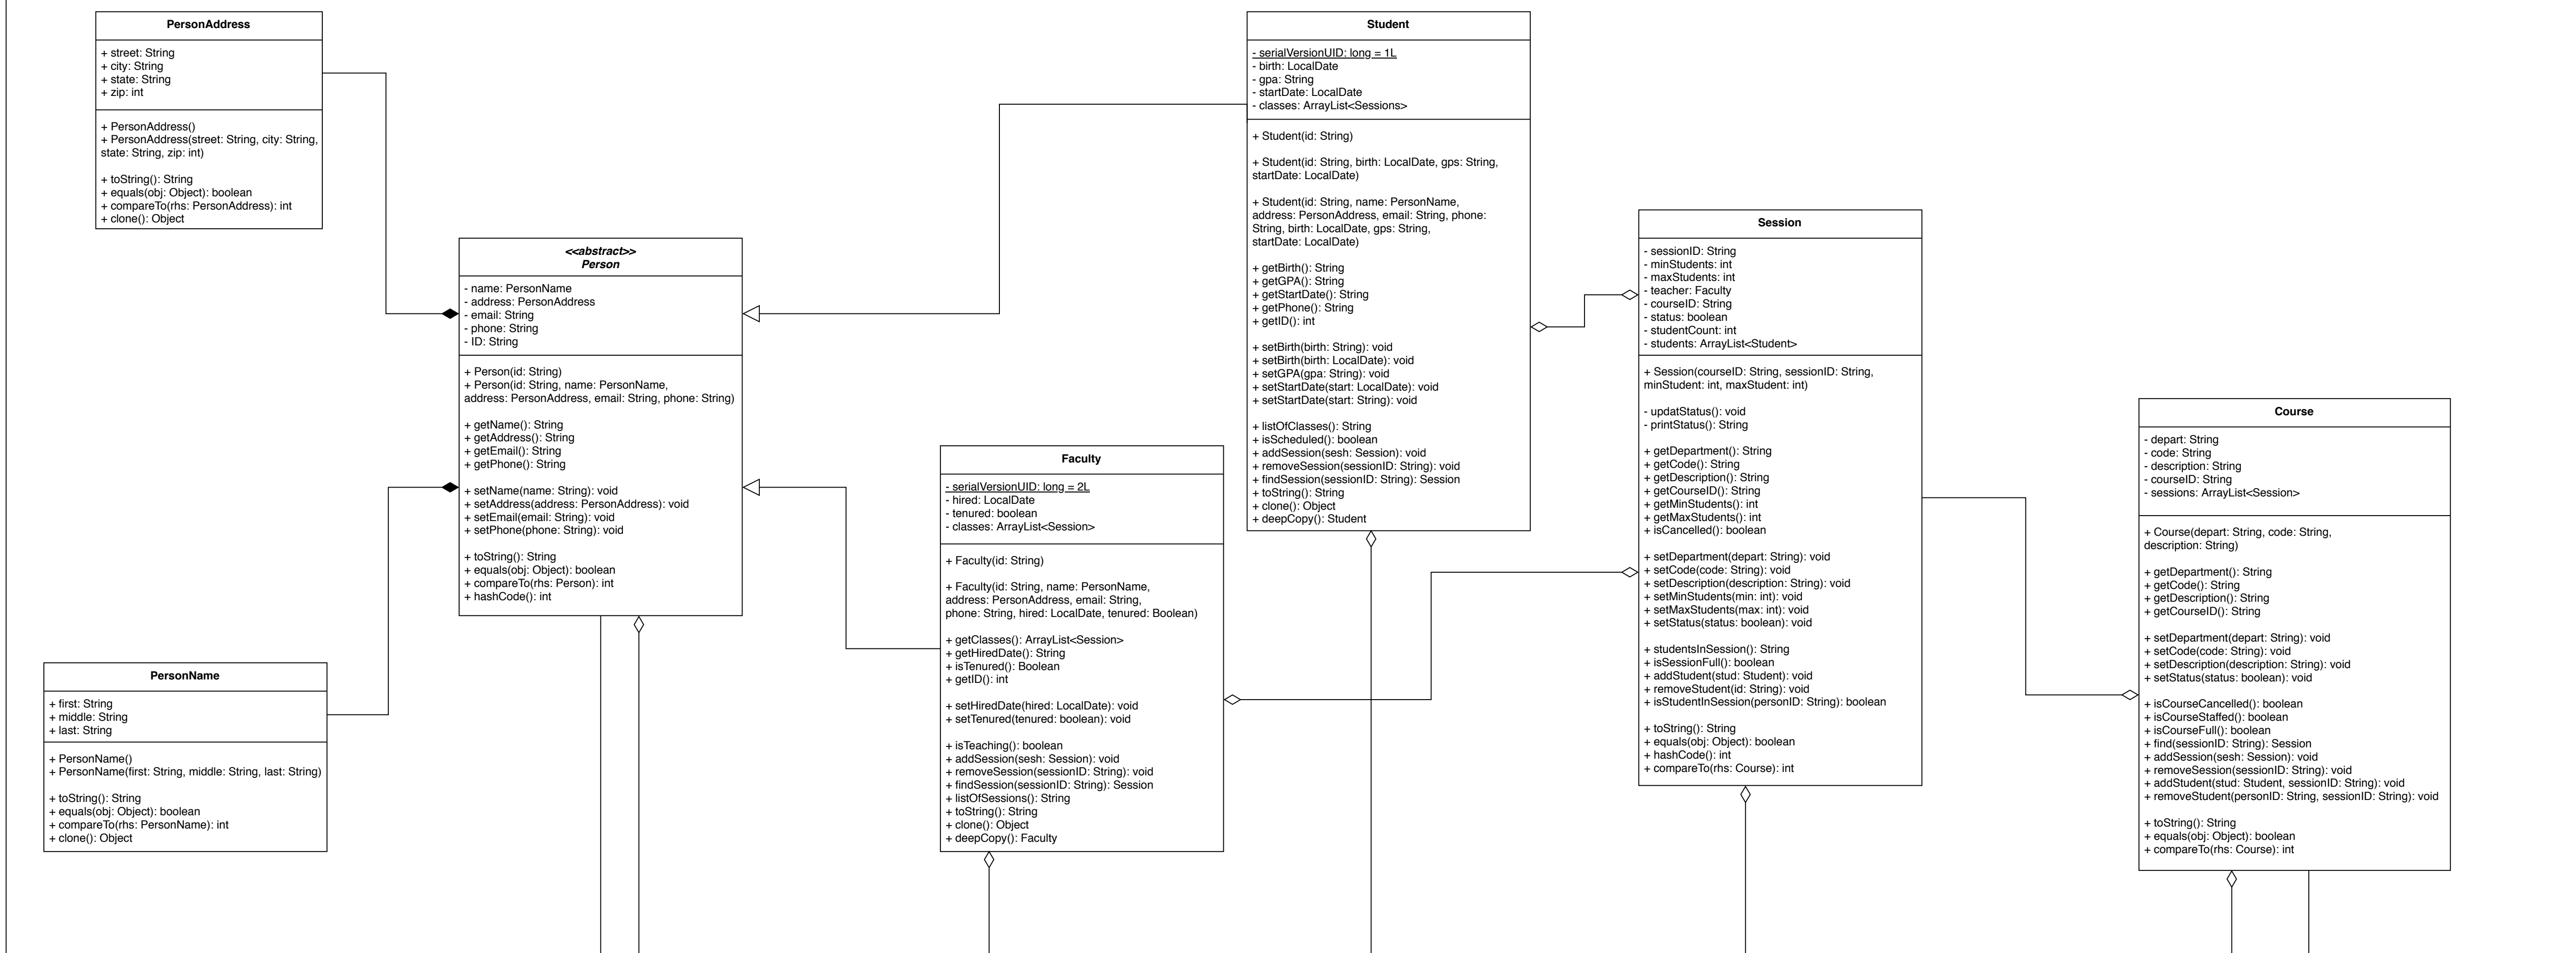 PersonAddress
+ street: String
+ city: String
+ state: String
+ zip: int
+ PersonAddress()
+ PersonAddress(street: String, city: String,
state: String, zip: int)
+ toString(): String
+ equals(obj: Object): boolean
+ compareTo(rhs: PersonAddress): int
+ clone(): Object
<<abstract>>
Person
- name: PersonName
- address: PersonAddress
- email: String
- phone: String
- ID: String
+ Person(id: String)
+ Person(id: String, name: PersonName,
address: PersonAddress, email: String, phone: String)
+ getName(): String
+ getAddress(): String
+ getEmail(): String
+ getPhone(): String
+ setName(name: String): void
+ setAddress(address: PersonAddress): void
+ setEmail(email: String): void
+ setPhone(phone: String): void
+ toString(): String
+ equals(obj: Object): boolean
+ compareTo(rhs: Person): int
+ hashCode(): int
PersonName
+ first: String
+ middle: String
+ last: String
+ PersonName()
+ PersonName(first: String, middle: String, last: String)
+ toString(): String
+ equals(obj: Object): boolean
+ compareTo(rhs: PersonName): int
+ clone(): Object
Faculty
- serialVersionUID: long = 2L
- hired: LocalDate
- tenured: boolean
- classes: ArrayList<Session>
+ Faculty(id: String)
+ Faculty(id: String, name: PersonName,
address: PersonAddress, email: String,
phone: String, hired: LocalDate, tenured: Boolean)
+ getClasses(): ArrayList<Session>
+ getHiredDate(): String
+ isTenured(): Boolean
+ getID(): int
+ setHiredDate(hired: LocalDate): void
+ setTenured(tenured: boolean): void
+ isTeaching(): boolean
+ addSession(sesh: Session): void
+ removeSession(sessionID: String): void
+ findSession(sessionID: String): Session
+ listOfSessions(): String
+ toString(): String
+ clone(): Object
+ deepCopy(): Faculty
Student
- serialVersionUID: long = 1L
- birth: LocalDate
- gpa: String
- startDate: LocalDate
- classes: ArrayList<Sessions>
+ Student(id: String)
+ Student(id: String, birth: LocalDate, gps: String,
startDate: LocalDate)
+ Student(id: String, name: PersonName,
address: PersonAddress, email: String, phone:
String, birth: LocalDate, gps: String,
startDate: LocalDate)
+ getBirth(): String
+ getGPA(): String
+ getStartDate(): String
+ getPhone(): String
+ getID(): int
+ setBirth(birth: String): void
+ setBirth(birth: LocalDate): void
+ setGPA(gpa: String): void
+ setStartDate(start: LocalDate): void
+ setStartDate(start: String): void
+ listOfClasses(): String
+ isScheduled(): boolean
+ addSession(sesh: Session): void
+ removeSession(sessionID: String): void
+ findSession(sessionID: String): Session
+ toString(): String
+ clone(): Object
+ deepCopy(): Student
Session
- sessionID: String
- minStudents: int
- maxStudents: int
- teacher: Faculty
- courseID: String
- status: boolean
- studentCount: int
- students: ArrayList<Student>
+ Session(courseID: String, sessionID: String,
minStudent: int, maxStudent: int)
- updatStatus(): void
- printStatus(): String
+ getDepartment(): String
+ getCode(): String
+ getDescription(): String
+ getCourseID(): String
+ getMinStudents(): int
+ getMaxStudents(): int
+ isCancelled(): boolean
+ setDepartment(depart: String): void
+ setCode(code: String): void
+ setDescription(description: String): void
+ setMinStudents(min: int): void
+ setMaxStudents(max: int): void
+ setStatus(status: boolean): void
+ studentsInSession(): String
+ isSessionFull(): boolean
+ addStudent(stud: Student): void
+ removeStudent(id: String): void
+ isStudentInSession(personID: String): boolean
+ toString(): String
+ equals(obj: Object): boolean
+ hashCode(): int
+ compareTo(rhs: Course): int
Course
- depart: String
- code: String
- description: String
- courseID: String
- sessions: ArrayList<Session>
+ Course(depart: String, code: String,
description: String)
+ getDepartment(): String
+ getCode(): String
+ getDescription(): String
+ getCourseID(): String
+ setDepartment(depart: String): void
+ setCode(code: String): void
+ setDescription(description: String): void
+ setStatus(status: boolean): void
+ isCourseCancelled(): boolean
+ isCourseStaffed(): boolean
+ isCourseFull(): boolean
+ find(sessionID: String): Session
+ addSession(sesh: Session): void
+ removeSession(sessionID: String): void
+ addStudent(stud: Student, sessionID: String): void
+ removeStudent(personID: String, sessionID: String): void
+ toString(): String
+ equals(obj: Object): boolean
+ compareTo(rhs: Course): int